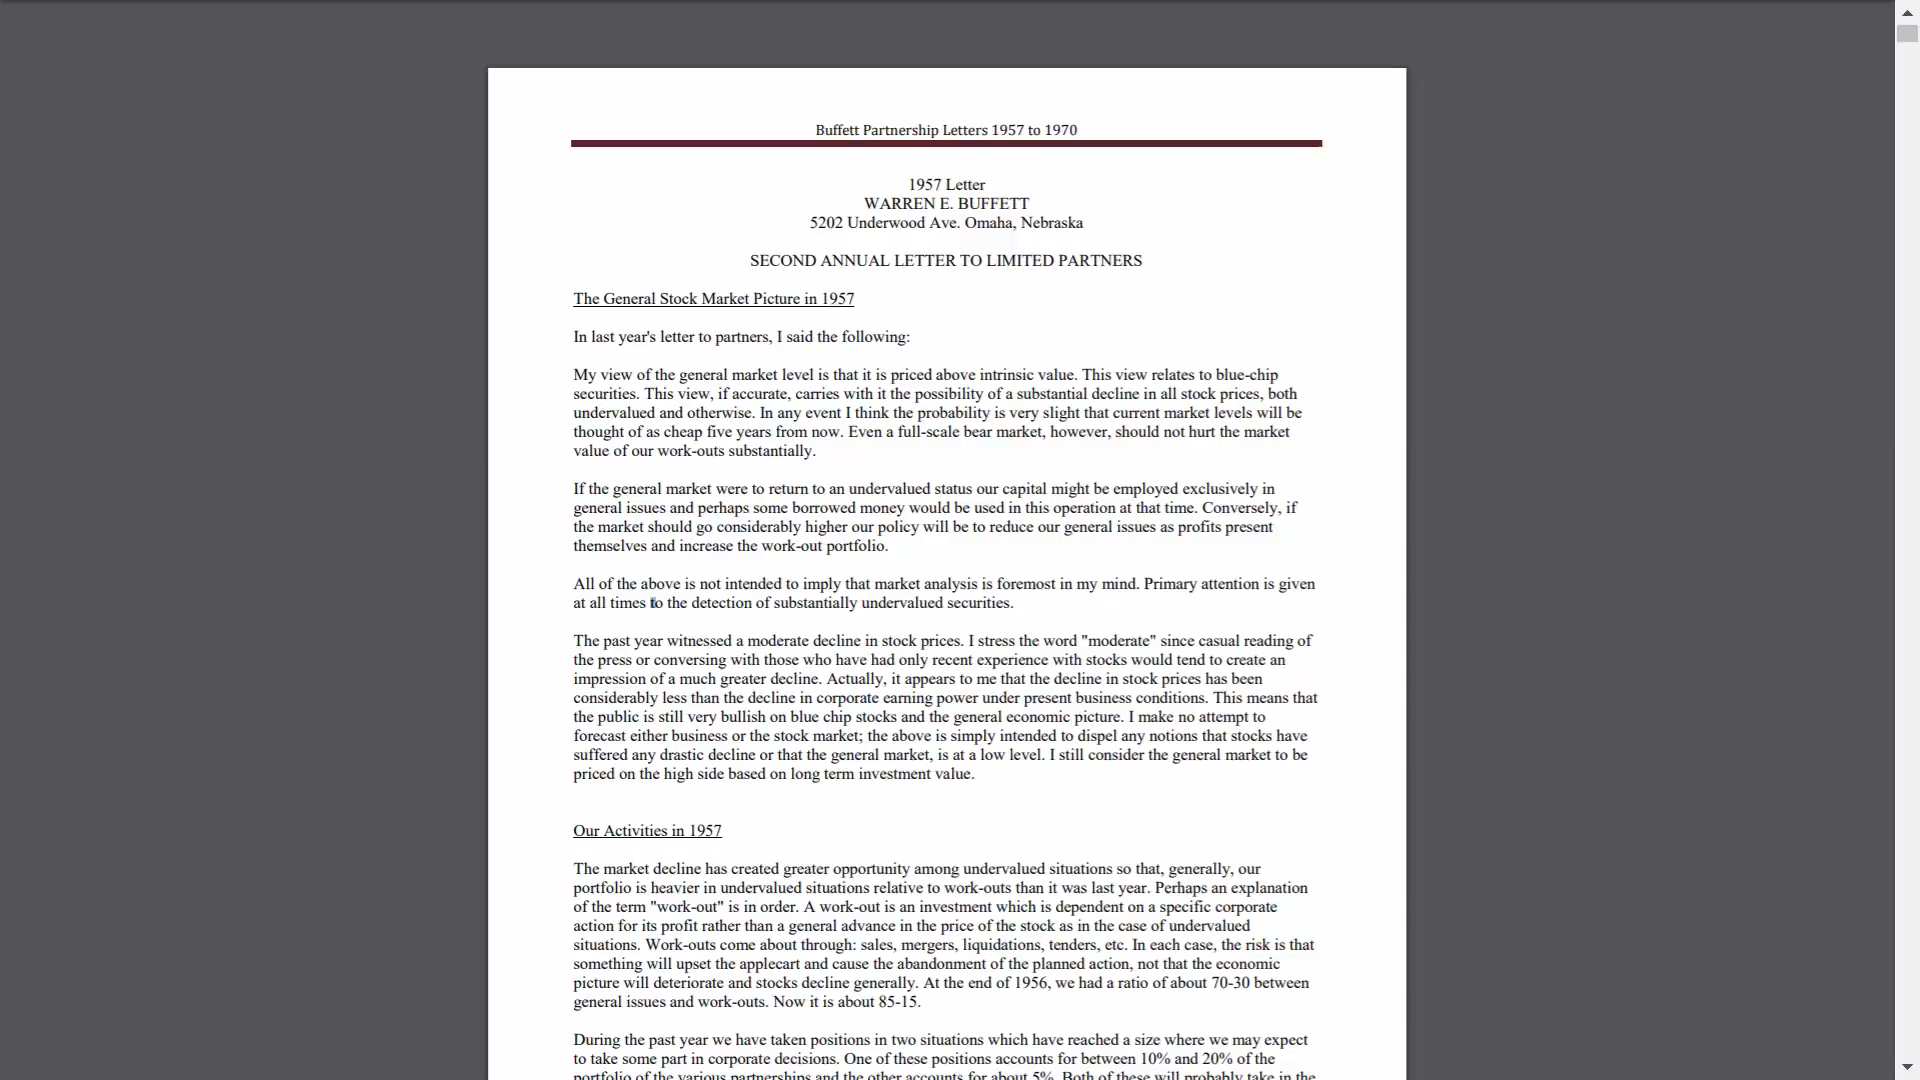 Buffett Partnership Letters 1957 to 1970
1957 Letter
WARREN E. BUFFETT
5202 Underwood Ave. Omaha, Nebraska
SECOND ANNUAL LETTER TO LIMITED PARTNERS
The General Stock Market Picture in 1957
In last year's letter to partners, I said the following:
My view of the general market level is that it is priced above intrinsic value. This view relates to blue-chip
securities. This view, if accurate, carries with it the possibility of a substantial decline in all stock prices, both
undervalued and otherwise. In any event I think the probability is very slight that current market levels will be
thought of as cheap five years from now. Even a full-scale bear market, however, should not hurt the market
value of our work-outs substantially.
If the general market were to return to an undervalued status our capital might be employed exclusively in
general issues and perhaps some borrowed money would be used in this operation at that time. Conversely, if
the market should go considerably higher our policy will be to reduce our general issues as profits present
themselves and increase the work-out portfolio.
All of the above is not intended to imply that market analysis is foremost in my mind. Primary attention is given
at all times to the detection of substantially undervalued securities.
The past year witnessed a moderate decline in stock prices. I stress the word "moderate" since casual reading of
the press or conversing with those who have had only recent experience with stocks would tend to create an
impression of a much greater decline. Actually, it appears to me that the decline in stock prices has been
considerably less than the decline in corporate earning power under present business conditions. This means that
the public is still very bullish on blue chip stocks and the general economic picture. I make no attempt to
forecast either business or the stock market; the above is simply intended to dispel any notions that stocks have
suffered any drastic decline or that the general market, is at a low level. I still consider the general market to be
priced on the high side based on long term investment value.
Our Activities in 1957
The market decline has created greater opportunity among undervalued situations so that, generally, our
portfolio is heavier in undervalued situations relative to work-outs than it was last year. Perhaps an explanation
of the term "work-out" is in order. A work-out is an investment which is dependent on a specific corporate
action for its profit rather than a general advance in the price of the stock as in the case of undervalued
situations. Work-outs come about through: sales, mergers, liquidations, tenders, etc. In each case, the risk is that
something will upset the applecart and cause the abandonment of the planned action, not that the economic
picture will deteriorate and stocks decline generally. At the end of 1956, we had a ratio of about 70-30 between
general issues and work-outs. Now it is about 85-15.
During the past year we have taken positions in two situations which have reached a size where we may expect
to take some part in corporate decisions. One of these positions accounts for between 10% and 20% of the
portfolio of the various partnerships and the other accounts for about 5%. Both of these will probably take in the